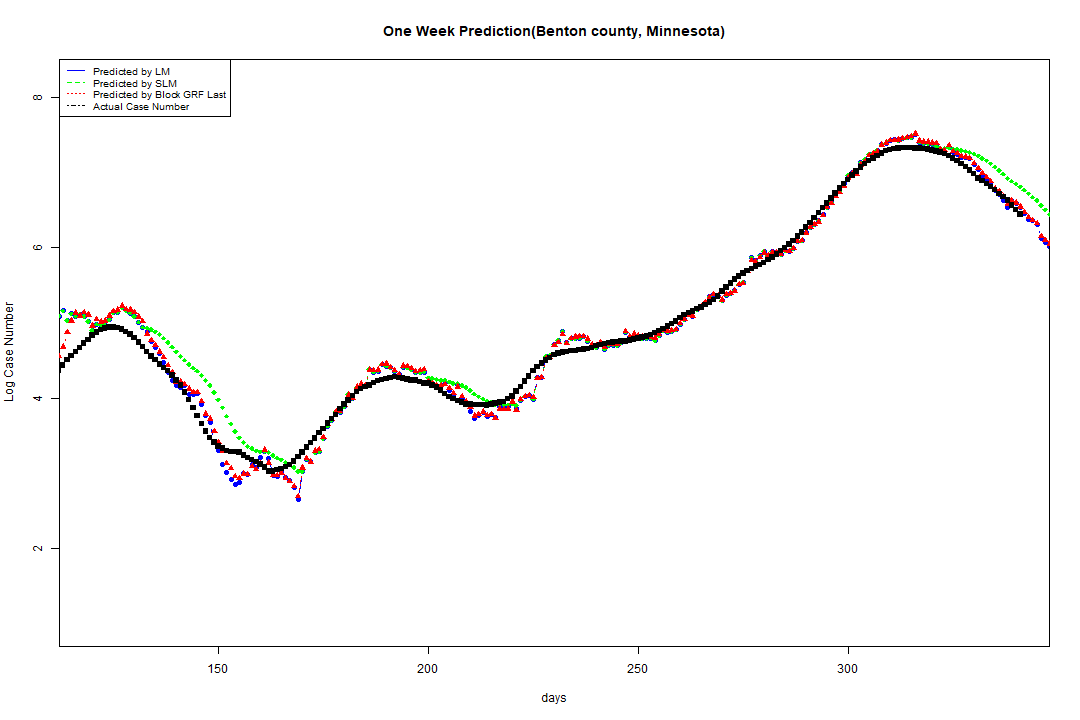 One Week Prediction(Benton county, Minnesota)
Predicted by LM
Predicted by SLM
Predicted by Block GRF Last
Actual Case Number
8
6
4
2
Log Case Number
150
200
250
300
days